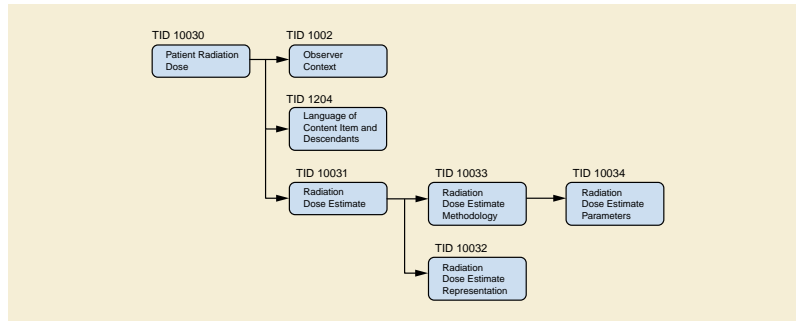 TID 10030
Patient Radiation
Dose
TID 1002
Observer
Context
TID 1204
Language of
Content Item and
Descendants
TID 10031
Radiation
Dose Estimate
TID 10033
Radiation
Dose Estimate
Methodology
TID 10034
Radiation
Dose Estimate
Parameters
TID 10032
Radiation
Dose Estimate
Representation